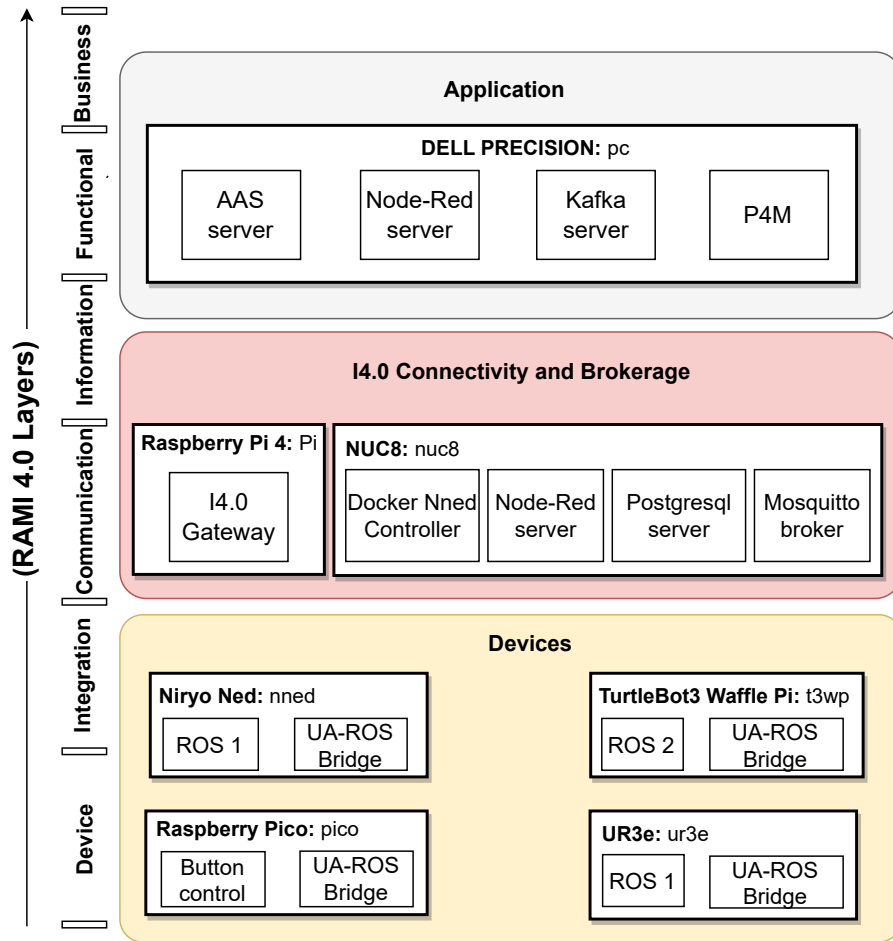 (RAMI 4.0 Layers)
Business
Functional
Information
Communication
Integration
Device
Application
DELL PRECISION: pc
AAS
server
Node-Red
server
Kafka
server
P4M
I4.0 Connectivity and Brokerage
Raspberry Pi 4: Pi
I4.0
Gateway
NUC8: nuc8
Docker Nned
Controller
Node-Red
server
Postgresql
server
Mosquitto
broker
Devices
Niryo Ned: nned
ROS 1
UA-ROS
Bridge
TurtleBot3 Waffle Pi: t3wp
ROS 2
UA-ROS
Bridge
Raspberry Pico: pico
Button
control
UA-ROS
Bridge
UR3e: ur3e
ROS 1
UA-ROS
Bridge